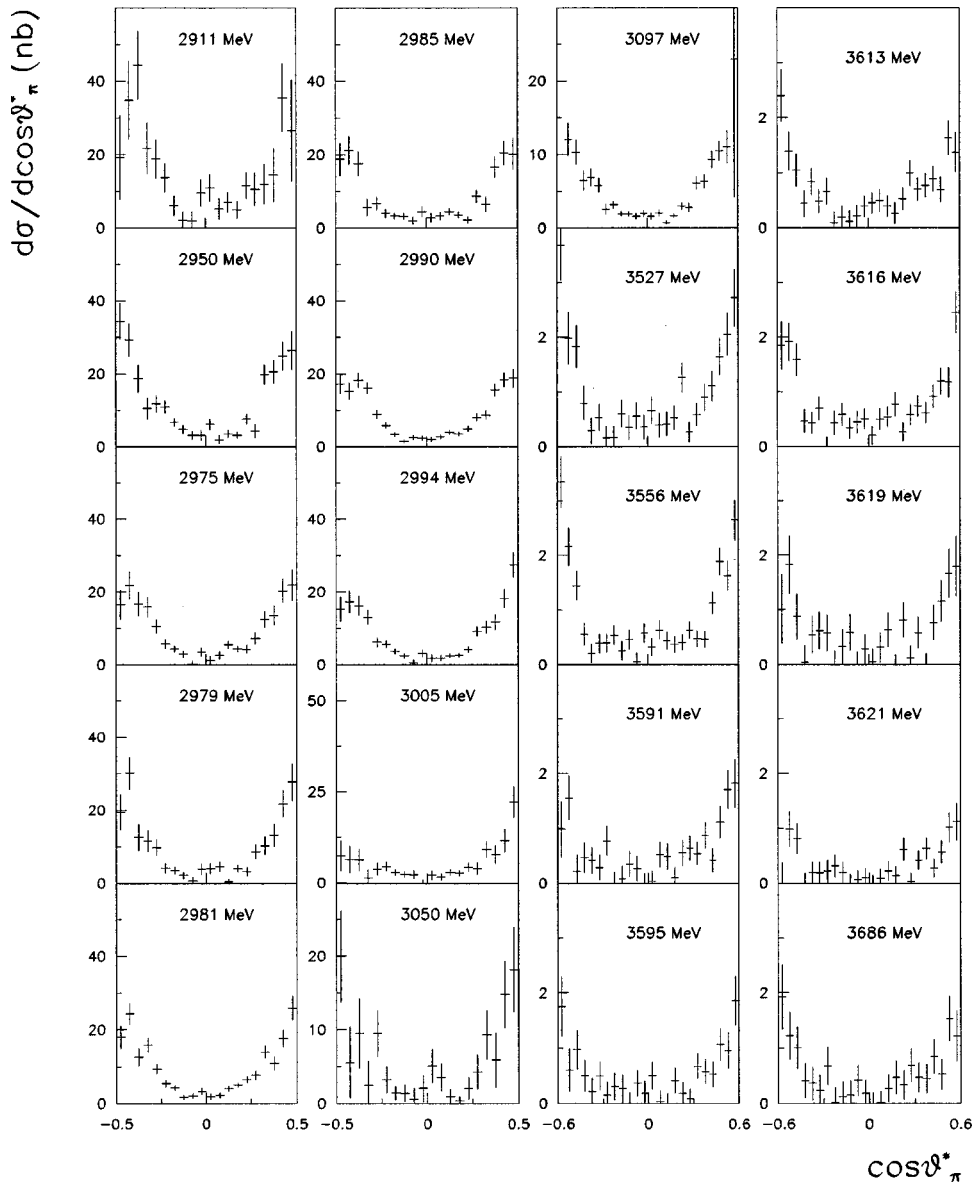 dσ/dcosϑ*π (nb)
2911 MeV
2985 MeV
3097 MeV
3613 MeV
40
20
0
40
20
0
20
10
0
2
0
2950 MeV
2990 MeV
3527 MeV
3616 MeV
40
20
0
40
20
0
2
0
2
0
2975 MeV
2994 MeV
3556 MeV
3619 MeV
40
20
0
40
20
0
2
0
2
0
2979 MeV
3005 MeV
3591 MeV
3621 MeV
40
20
0
50
25
0
2
0
2
0
2981 MeV
3050 MeV
3595 MeV
3686 MeV
40
20
0
20
10
0
2
0
2
0
−0.5 0 0.5
−0.5 0 0.5
−0.6 0 0.6
−0.6 0 0.6
cosϑ*π